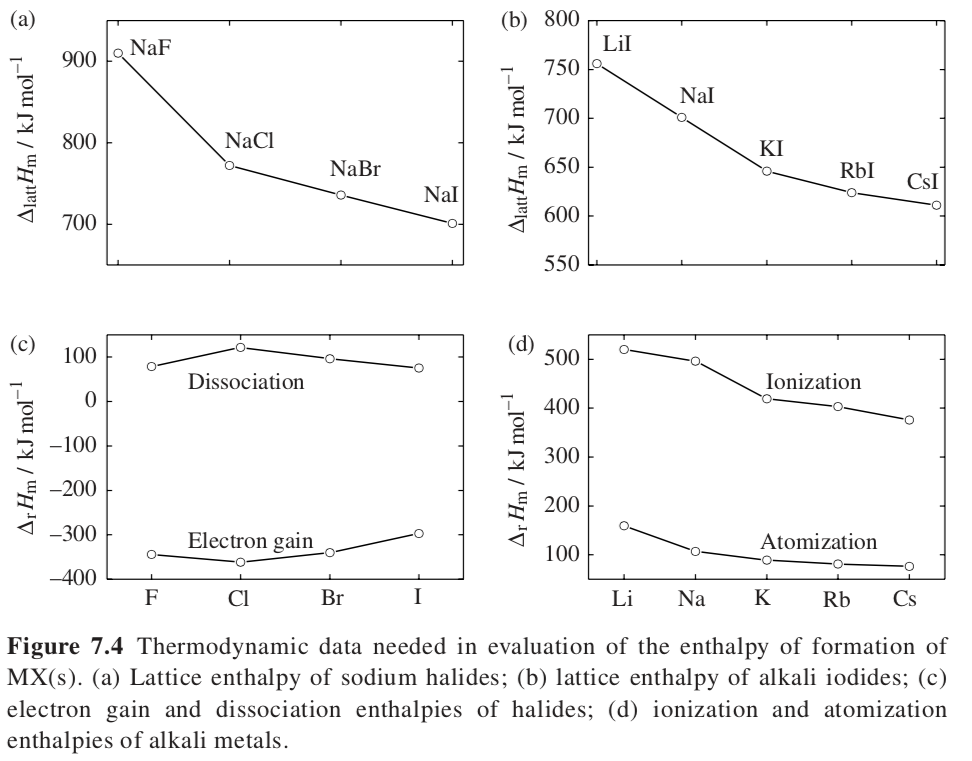 (a)
900
800
700
Δ_latt H_m / kJ mol⁻¹
NaF
NaCl
NaBr
NaI
(b)
800
750
700
650
600
550
Δ_latt H_m / kJ mol⁻¹
LiI
NaI
KI
RbI
CsI
(c)
100
0
–100
–200
–300
–400
Δ_r H_m / kJ mol⁻¹
Dissociation
Electron gain
F Cl Br I
(d)
500
400
300
200
100
Δ_r H_m / kJ mol⁻¹
Ionization
Atomization
Li Na K Rb Cs
Figure 7.4 Thermodynamic data needed in evaluation of the enthalpy of formation of
MX(s). (a) Lattice enthalpy of sodium halides; (b) lattice enthalpy of alkali iodides; (c)
electron gain and dissociation enthalpies of halides; (d) ionization and atomization
enthalpies of alkali metals.